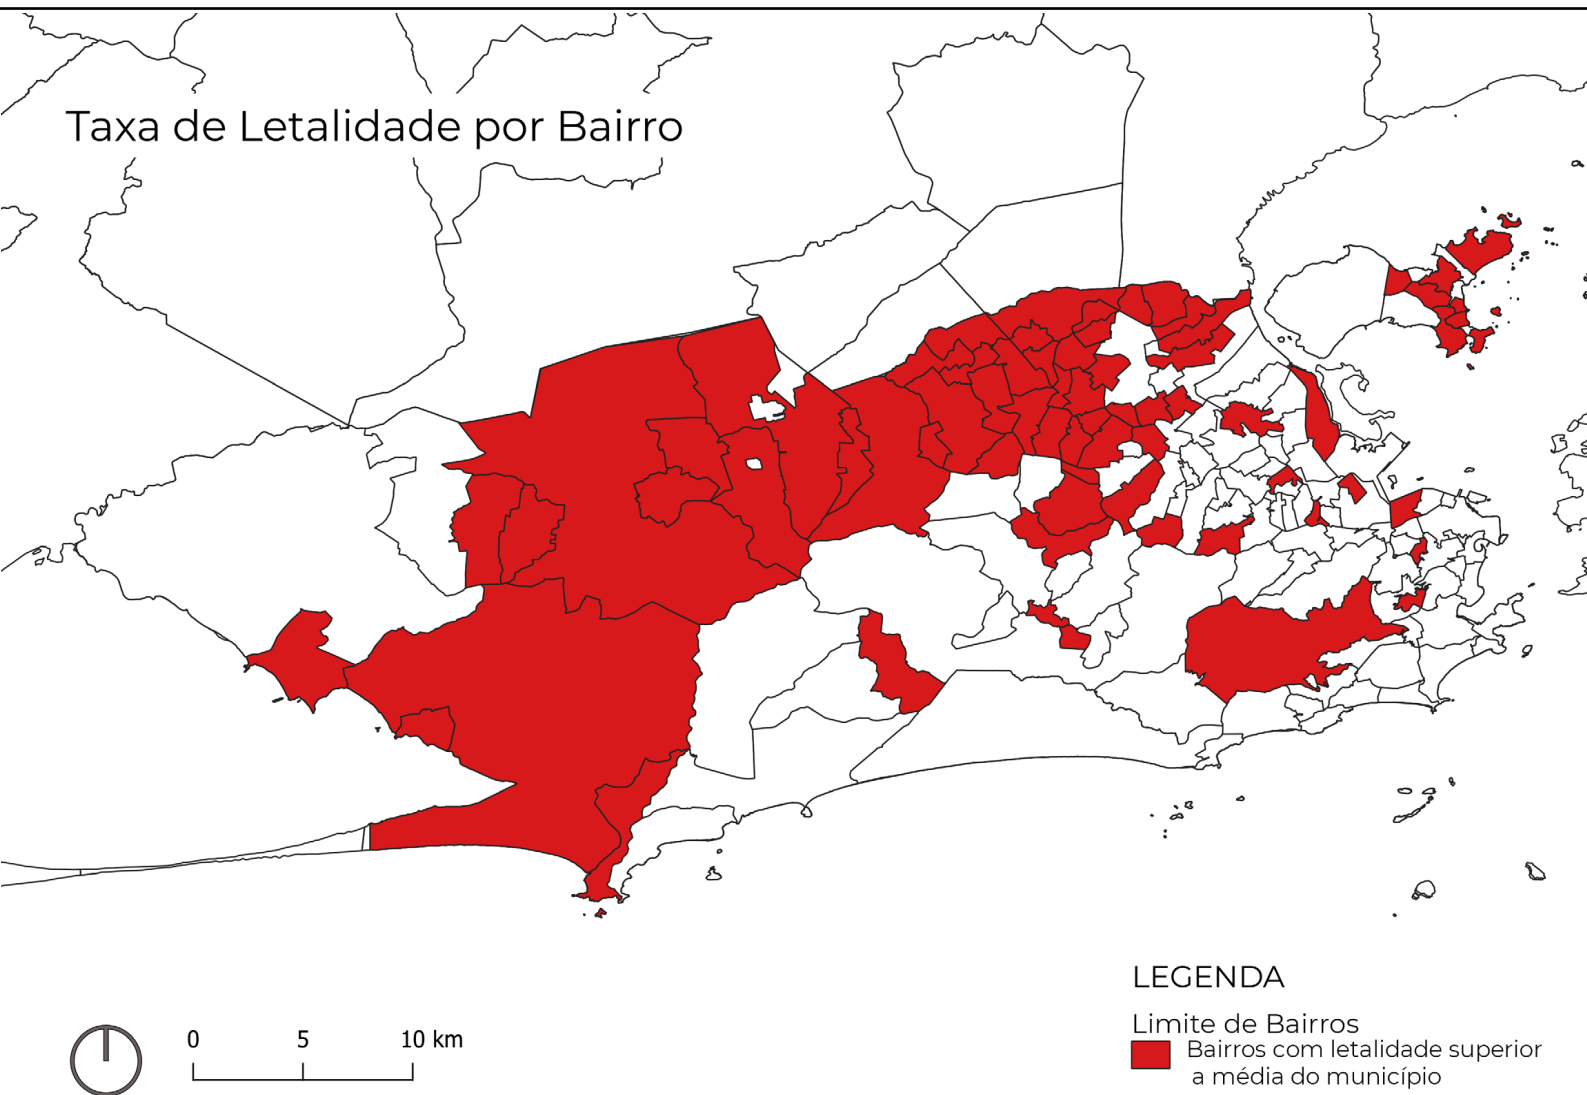 Taxa de Letalidade por Bairro
LEGENDA
Limite de Bairros
Bairros com letalidade superior
a média do município
0 5 10 km